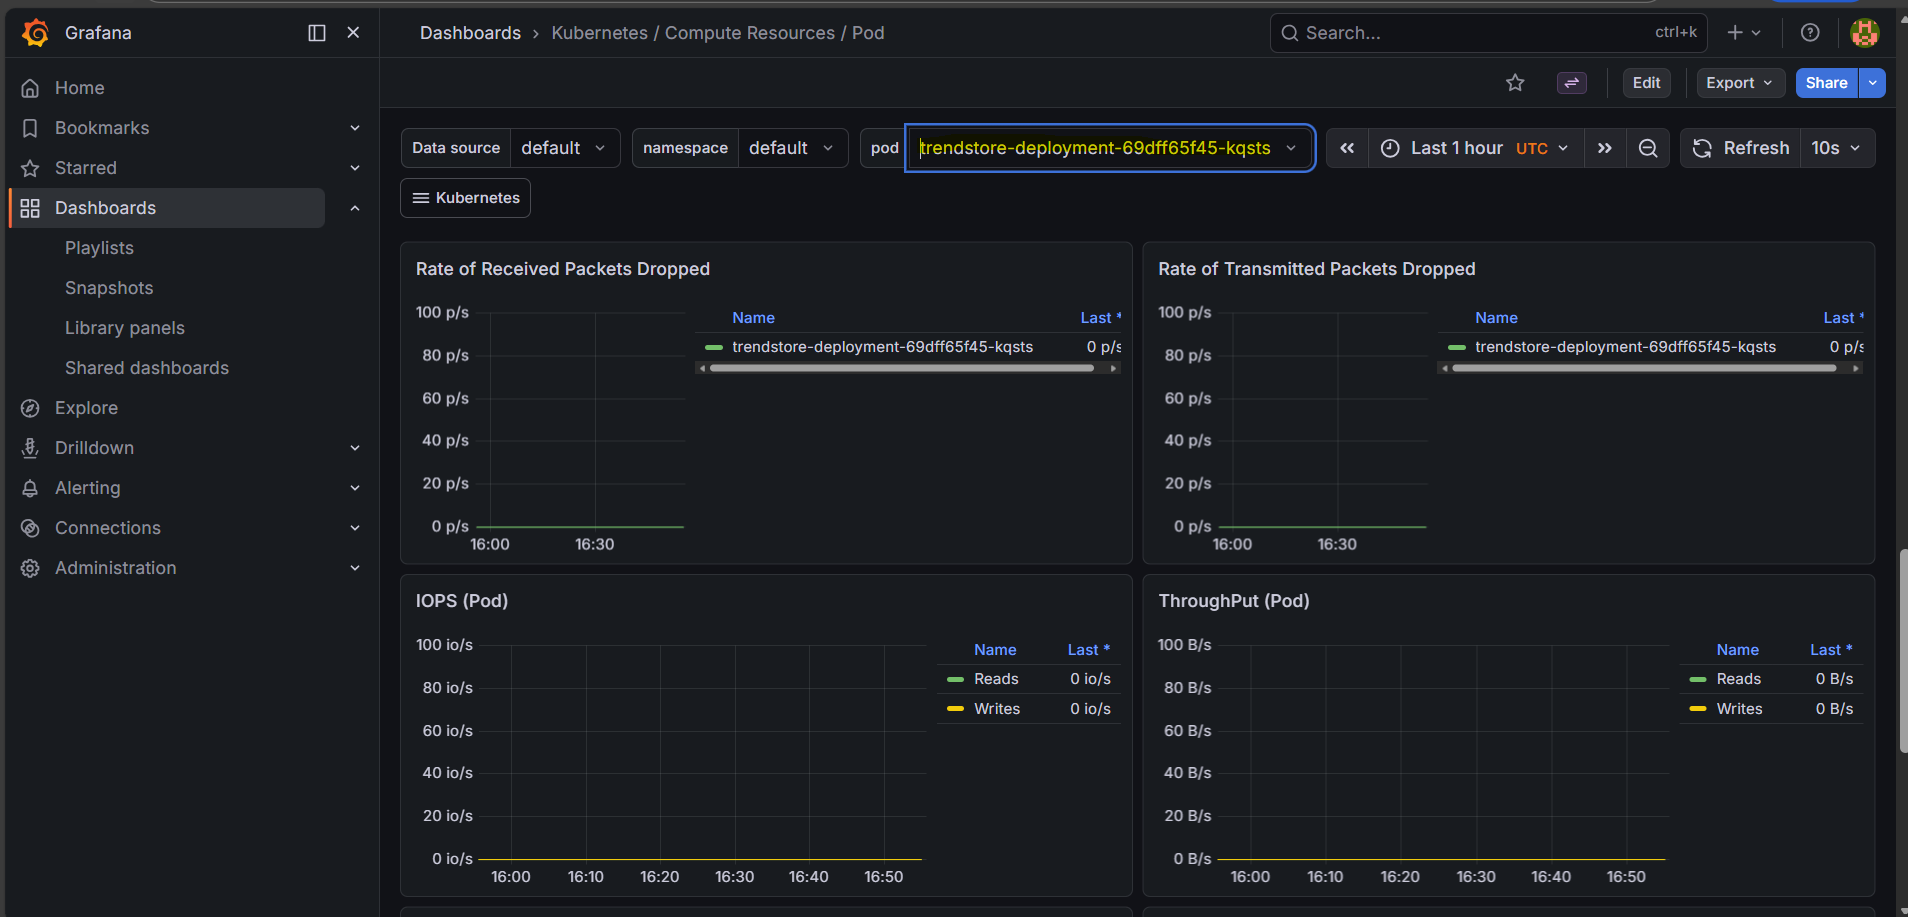 Grafana
Dashboards › Kubernetes / Compute Resources / Pod
Search... ctrl+k
Home
Bookmarks
Starred
Dashboards
Playlists
Snapshots
Library panels
Shared dashboards
Explore
Drilldown
Alerting
Connections
Administration
Edit Export Share
Data source default namespace default pod trendstore-deployment-69dff65f45-kqsts Last 1 hour UTC Refresh 10s
Kubernetes
Rate of Received Packets Dropped
100 p/s
80 p/s
60 p/s
40 p/s
20 p/s
0 p/s
16:00 16:30
Name Last *
trendstore-deployment-69dff65f45-kqsts 0 p/s
Rate of Transmitted Packets Dropped
100 p/s
80 p/s
60 p/s
40 p/s
20 p/s
0 p/s
16:00 16:30
Name Last *
trendstore-deployment-69dff65f45-kqsts 0 p/s
IOPS (Pod)
100 io/s
80 io/s
60 io/s
40 io/s
20 io/s
0 io/s
16:00 16:10 16:20 16:30 16:40 16:50
Name Last *
Reads 0 io/s
Writes 0 io/s
ThroughPut (Pod)
100 B/s
80 B/s
60 B/s
40 B/s
20 B/s
0 B/s
16:00 16:10 16:20 16:30 16:40 16:50
Name Last *
Reads 0 B/s
Writes 0 B/s